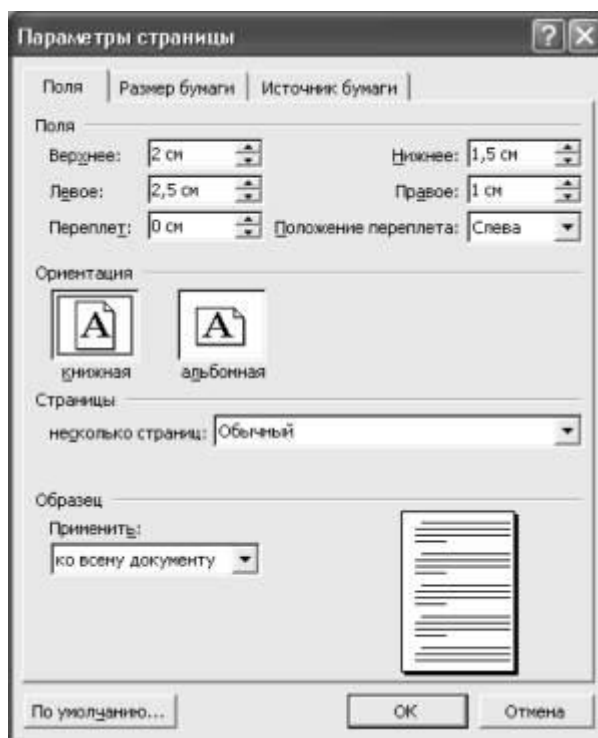 Параметры страницы
Поля Размер бумаги Источник бумаги
Поля
Верхнее: 2 см Нижнее: 1,5 см
Левое: 2,5 см Правое: 1 см
Переплет: 0 см Положение переплета: Слева
Ориентация
A A
книжная альбомная
Страницы
несколько страниц: Обычный
Образец
Применить:
ко всему документу
По умолчанию... ОК Отмена